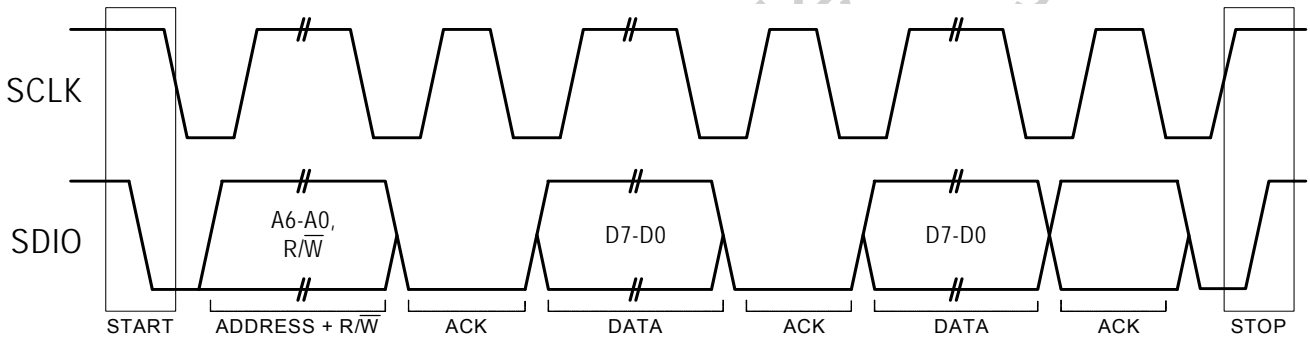 SCLK
SDIO
A6-A0,
R/W̅
D7-D0
D7-D0
START
ADDRESS + R/W̅
ACK
DATA
ACK
DATA
ACK
STOP